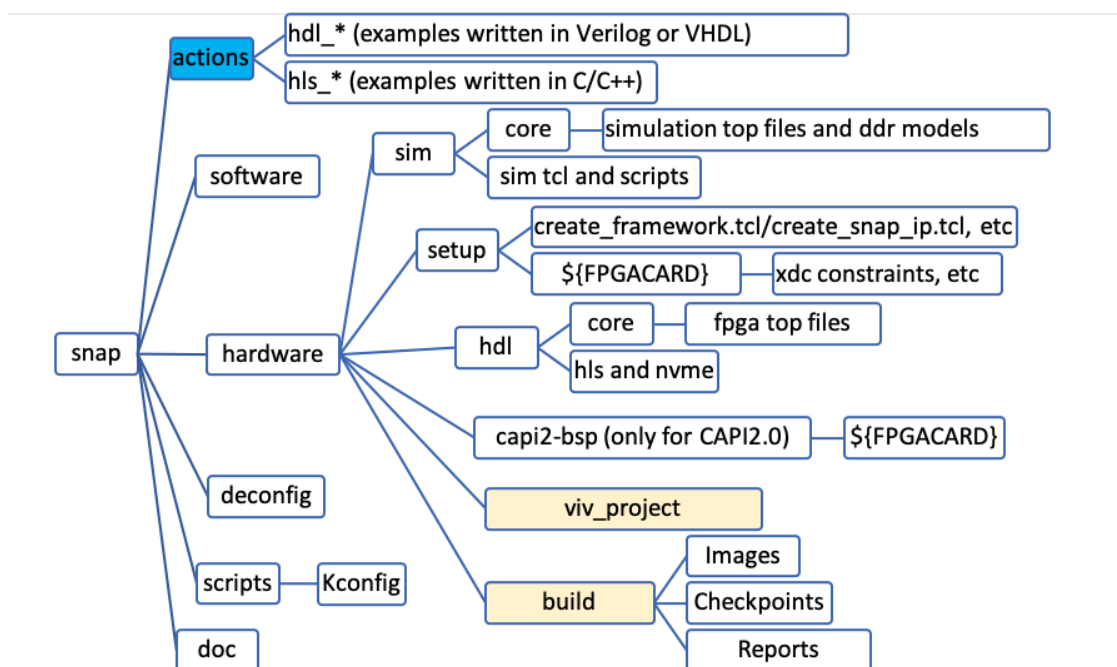 actions
hdl_* (examples written in Verilog or VHDL)
hls_* (examples written in C/C++)
software
snap
hardware
sim
core
simulation top files and ddr models
sim tcl and scripts
setup
create_framework.tcl/create_snap_ip.tcl, etc
${FPGACARD}
xdc constraints, etc
hdl
core
fpga top files
hls and nvme
capi2-bsp (only for CAPI2.0)
${FPGACARD}
viv_project
build
Images
Checkpoints
Reports
deconfig
scripts
Kconfig
doc